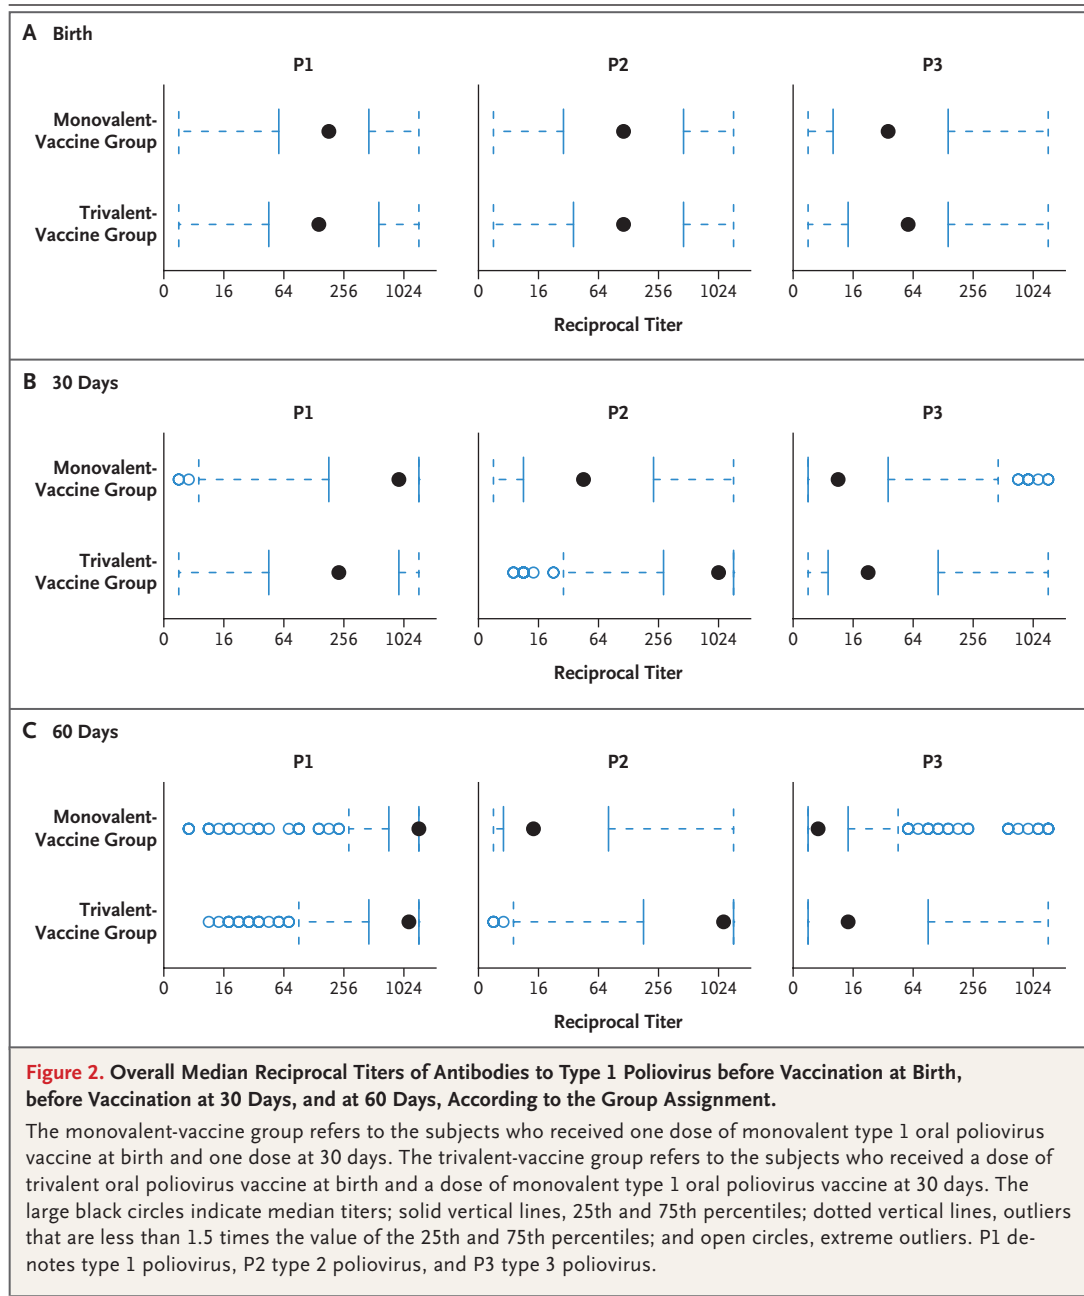 A Birth
P1 P2 P3
Monovalent-
Vaccine Group
Trivalent-
Vaccine Group
0 16 64 256 1024 0 16 64 256 1024 0 16 64 256 1024
Reciprocal Titer
B 30 Days
P1 P2 P3
Monovalent-
Vaccine Group
Trivalent-
Vaccine Group
0 16 64 256 1024 0 16 64 256 1024 0 16 64 256 1024
Reciprocal Titer
C 60 Days
P1 P2 P3
Monovalent-
Vaccine Group
Trivalent-
Vaccine Group
0 16 64 256 1024 0 16 64 256 1024 0 16 64 256 1024
Reciprocal Titer
Figure 2. Overall Median Reciprocal Titers of Antibodies to Type 1 Poliovirus before Vaccination at Birth,
before Vaccination at 30 Days, and at 60 Days, According to the Group Assignment.
The monovalent-vaccine group refers to the subjects who received one dose of monovalent type 1 oral poliovirus
vaccine at birth and one dose at 30 days. The trivalent-vaccine group refers to the subjects who received a dose of
trivalent oral poliovirus vaccine at birth and a dose of monovalent type 1 oral poliovirus vaccine at 30 days. The
large black circles indicate median titers; solid vertical lines, 25th and 75th percentiles; dotted vertical lines, outliers
that are less than 1.5 times the value of the 25th and 75th percentiles; and open circles, extreme outliers. P1 de-
notes type 1 poliovirus, P2 type 2 poliovirus, and P3 type 3 poliovirus.